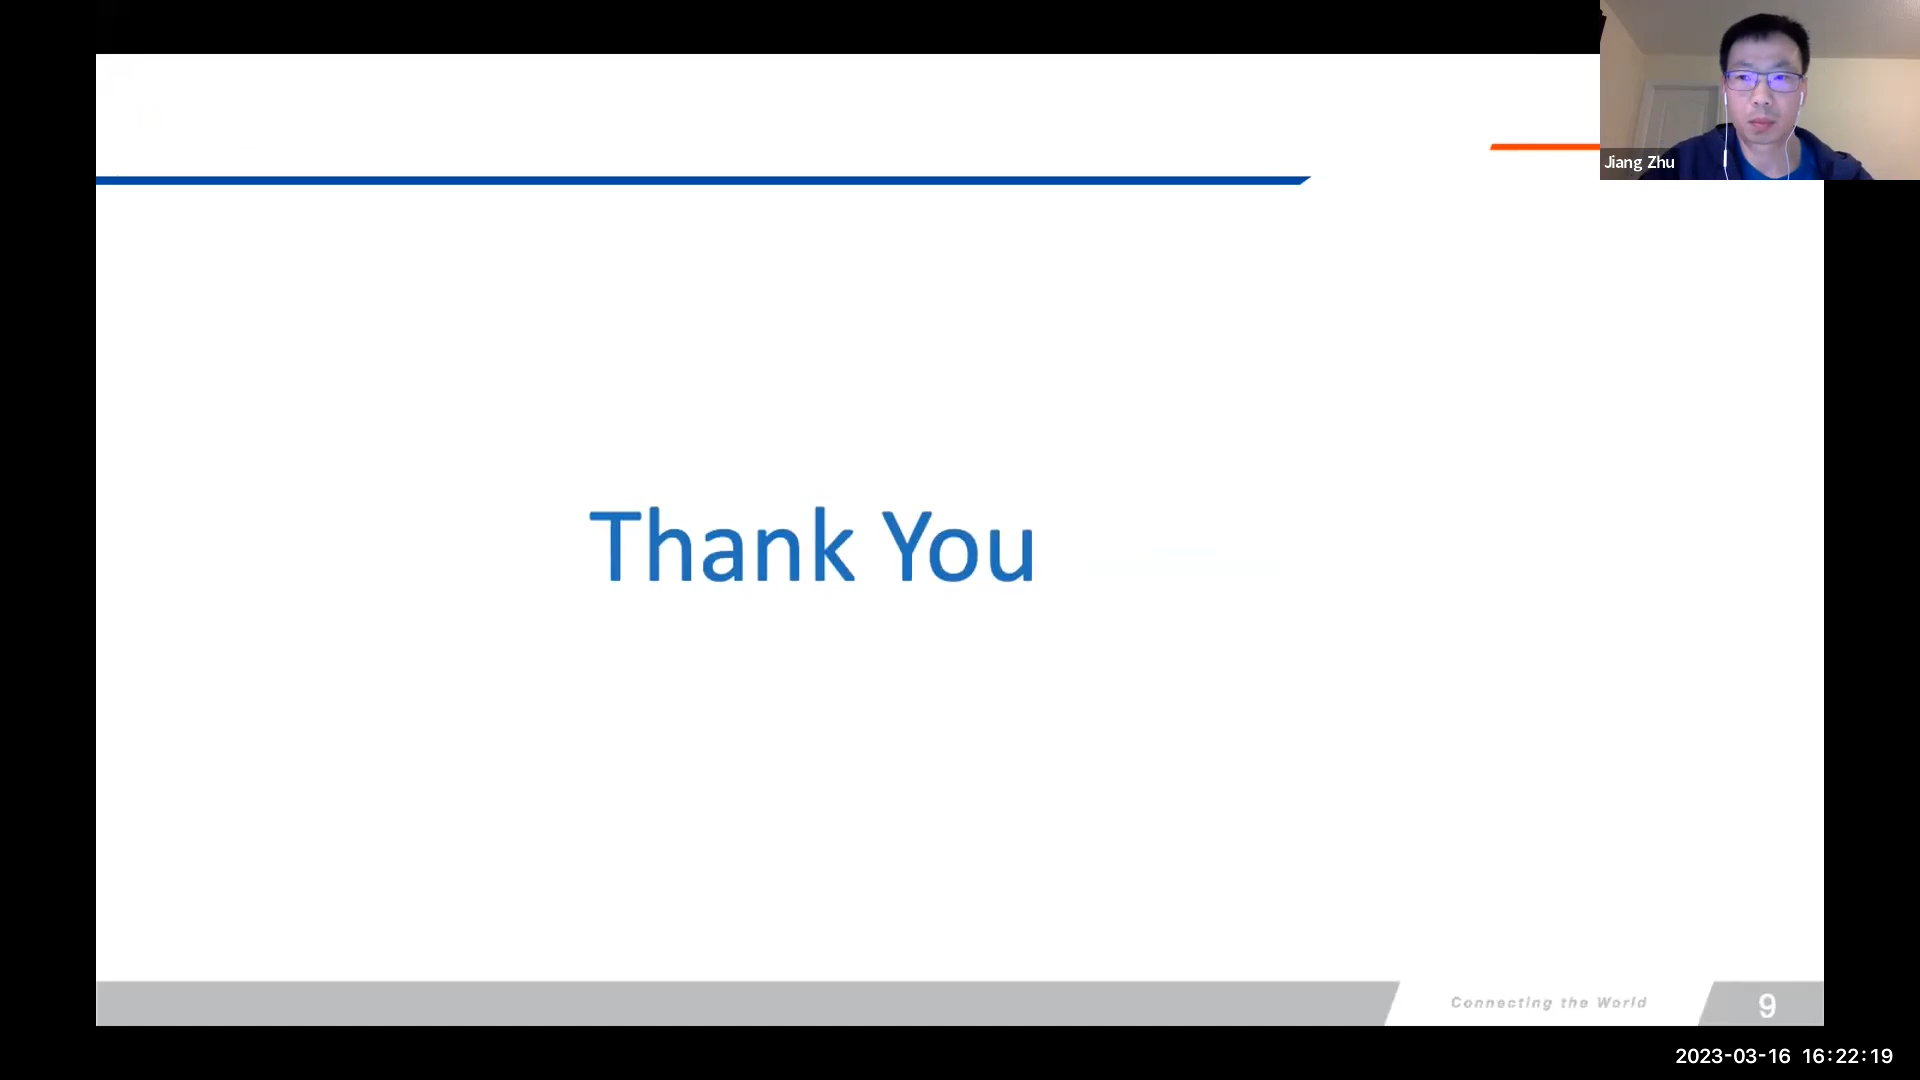 Jiang Zhu
Thank You
Connecting the World
9
2023-03-16 16:22:19